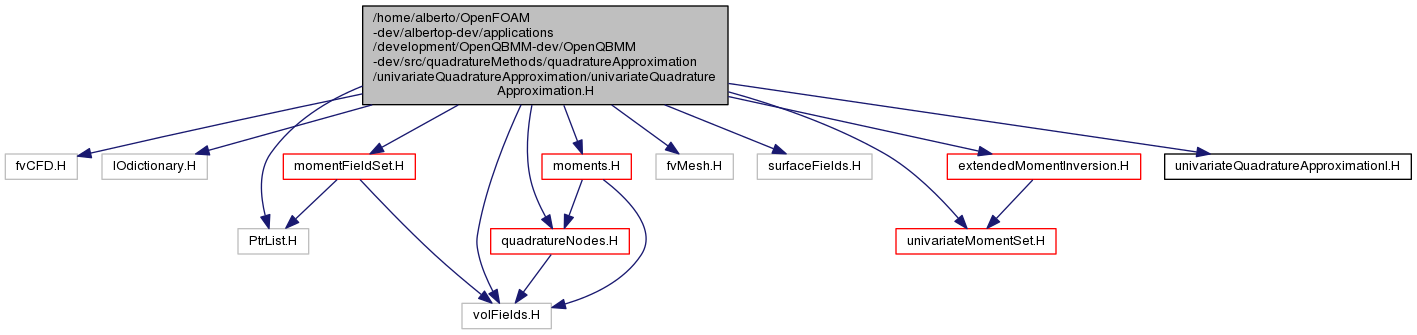 /home/alberto/OpenFOAM
-dev/albertop-dev/applications
/development/OpenQBMM-dev/OpenQBMM
-dev/src/quadratureMethods/quadratureApproximation
/univariateQuadratureApproximation/univariateQuadrature
Approximation.H
fvCFD.H
IOdictionary.H
momentFieldSet.H
moments.H
fvMesh.H
surfaceFields.H
extendedMomentInversion.H
univariateQuadratureApproximationI.H
PtrList.H
quadratureNodes.H
univariateMomentSet.H
volFields.H